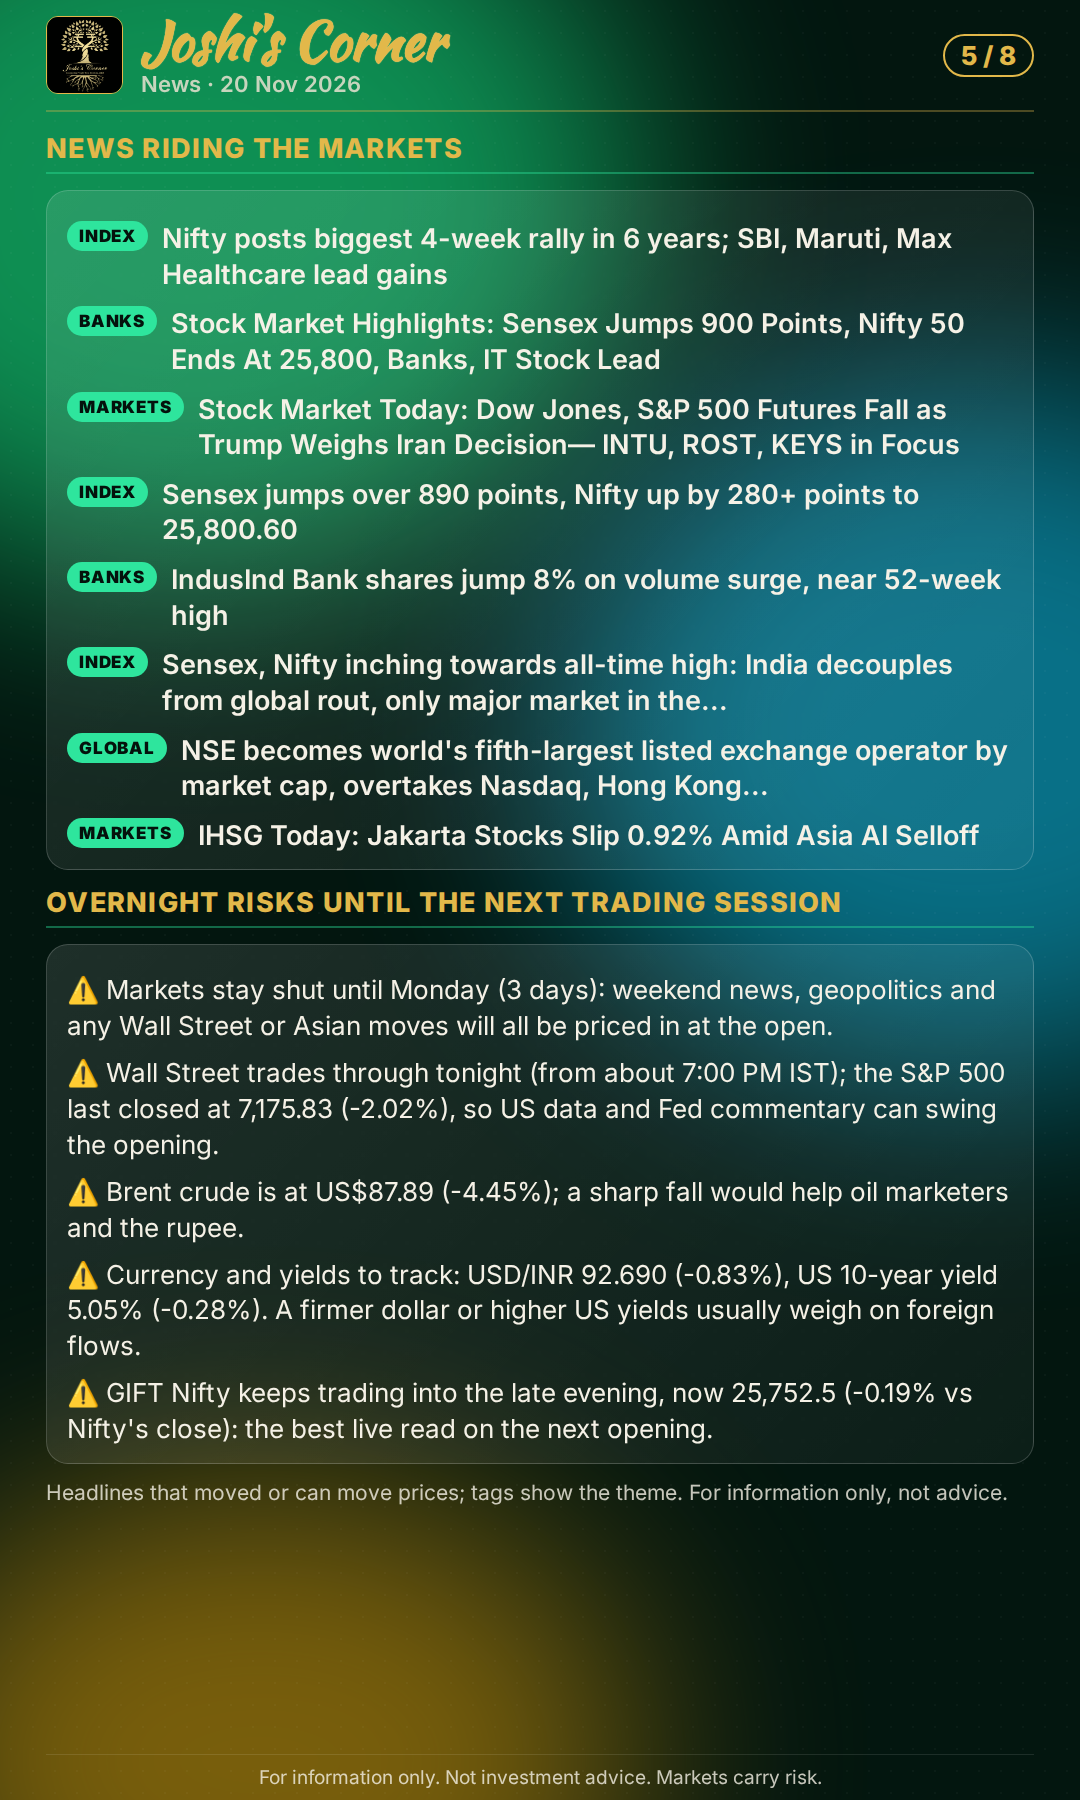 Joshi's Corner
Joshi's Corner
News · 20 Nov 2026
5 / 8
NEWS RIDING THE MARKETS
INDEX Nifty posts biggest 4-week rally in 6 years; SBI, Maruti, Max
Healthcare lead gains
BANKS Stock Market Highlights: Sensex Jumps 900 Points, Nifty 50
Ends At 25,800, Banks, IT Stock Lead
MARKETS Stock Market Today: Dow Jones, S&P 500 Futures Fall as
Trump Weighs Iran Decision— INTU, ROST, KEYS in Focus
INDEX Sensex jumps over 890 points, Nifty up by 280+ points to
25,800.60
BANKS IndusInd Bank shares jump 8% on volume surge, near 52-week
high
INDEX Sensex, Nifty inching towards all-time high: India decouples
from global rout, only major market in the...
GLOBAL NSE becomes world's fifth-largest listed exchange operator by
market cap, overtakes Nasdaq, Hong Kong...
MARKETS IHSG Today: Jakarta Stocks Slip 0.92% Amid Asia AI Selloff
OVERNIGHT RISKS UNTIL THE NEXT TRADING SESSION
⚠️ Markets stay shut until Monday (3 days): weekend news, geopolitics and
any Wall Street or Asian moves will all be priced in at the open.
⚠️ Wall Street trades through tonight (from about 7:00 PM IST); the S&P 500
last closed at 7,175.83 (-2.02%), so US data and Fed commentary can swing
the opening.
⚠️ Brent crude is at US$87.89 (-4.45%); a sharp fall would help oil marketers
and the rupee.
⚠️ Currency and yields to track: USD/INR 92.690 (-0.83%), US 10-year yield
5.05% (-0.28%). A firmer dollar or higher US yields usually weigh on foreign
flows.
⚠️ GIFT Nifty keeps trading into the late evening, now 25,752.5 (-0.19% vs
Nifty's close): the best live read on the next opening.
Headlines that moved or can move prices; tags show the theme. For information only, not advice.
For information only. Not investment advice. Markets carry risk.